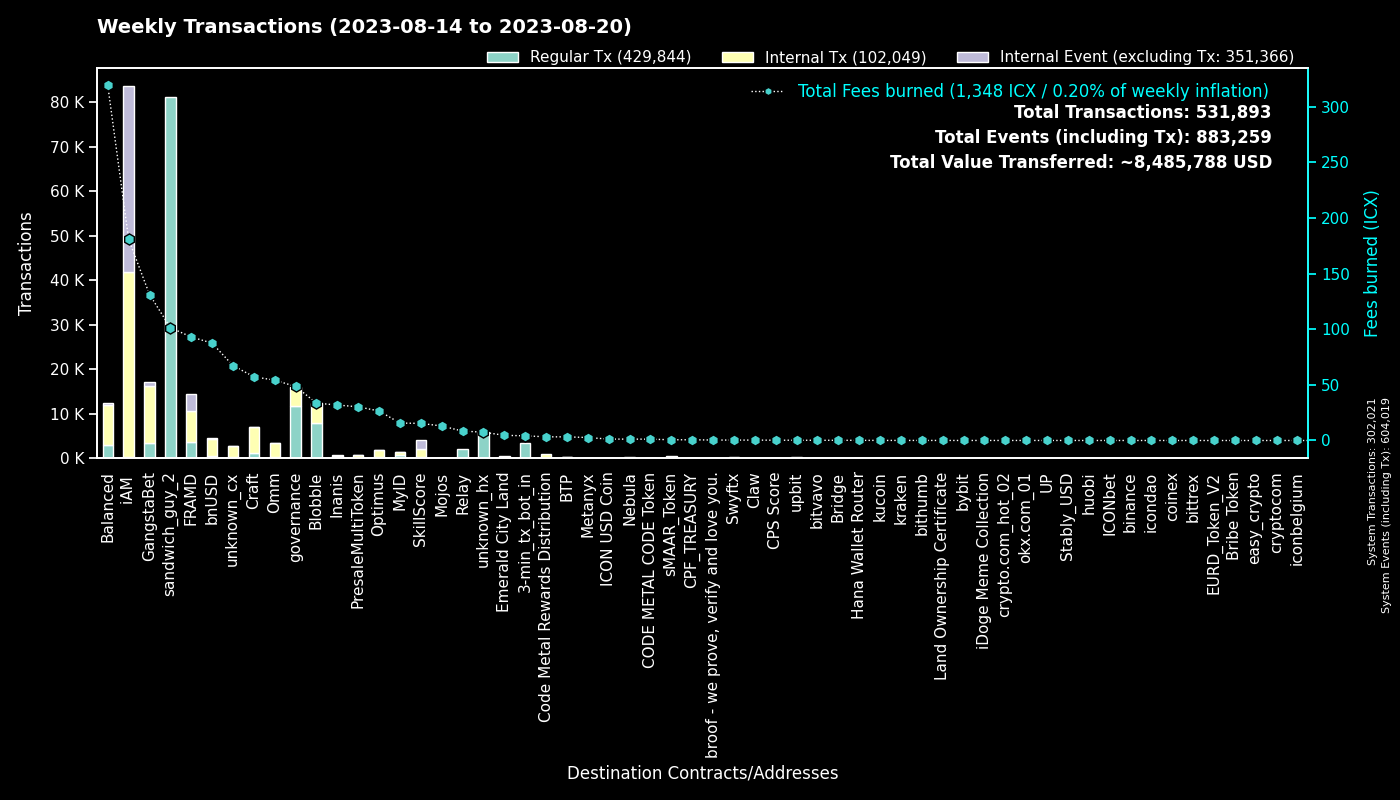 Weekly Transactions (2023-08-14 to 2023-08-20)
Regular Tx (429,844)
Internal Tx (102,049)
Internal Event (excluding Tx: 351,366)
Total Fees burned (1,348 ICX / 0.20% of weekly inflation)
Total Transactions: 531,893
Total Events (including Tx): 883,259
Total Value Transferred: ~8,485,788 USD
Transactions
80 K
70 K
60 K
50 K
40 K
30 K
20 K
10 K
0 K
300
250
200
150
100
50
0
Fees burned (ICX)
System Transactions: 302,021
System Events (including Tx): 604,019
Balanced
iAM
GangstaBet
sandwich_guy_2
FRAMD
bnUSD
unknown_cx
Craft
Omm
governance
Blobble
Inanis
PresaleMultiToken
Optimus
MyID
SkillScore
Mojos
Relay
unknown_hx
Emerald City Land
3-min_tx_bot_in
Code Metal Rewards Distribution
BTP
Metanyx
ICON USD Coin
Nebula
CODE METAL CODE Token
sMAAR_Token
CPF_TREASURY
broof - we prove, verify and love you.
Swyftx
Claw
CPS Score
upbit
bitvavo
Bridge
Hana Wallet Router
kucoin
kraken
bithumb
Land Ownership Certificate
bybit
iDoge Meme Collection
crypto.com_hot_02
okx.com_01
UP
Stably_USD
huobi
ICONbet
binance
icondao
coinex
bittrex
EURD_Token_V2
Bribe Token
easy_crypto
cryptocom
iconbelgium
Destination Contracts/Addresses